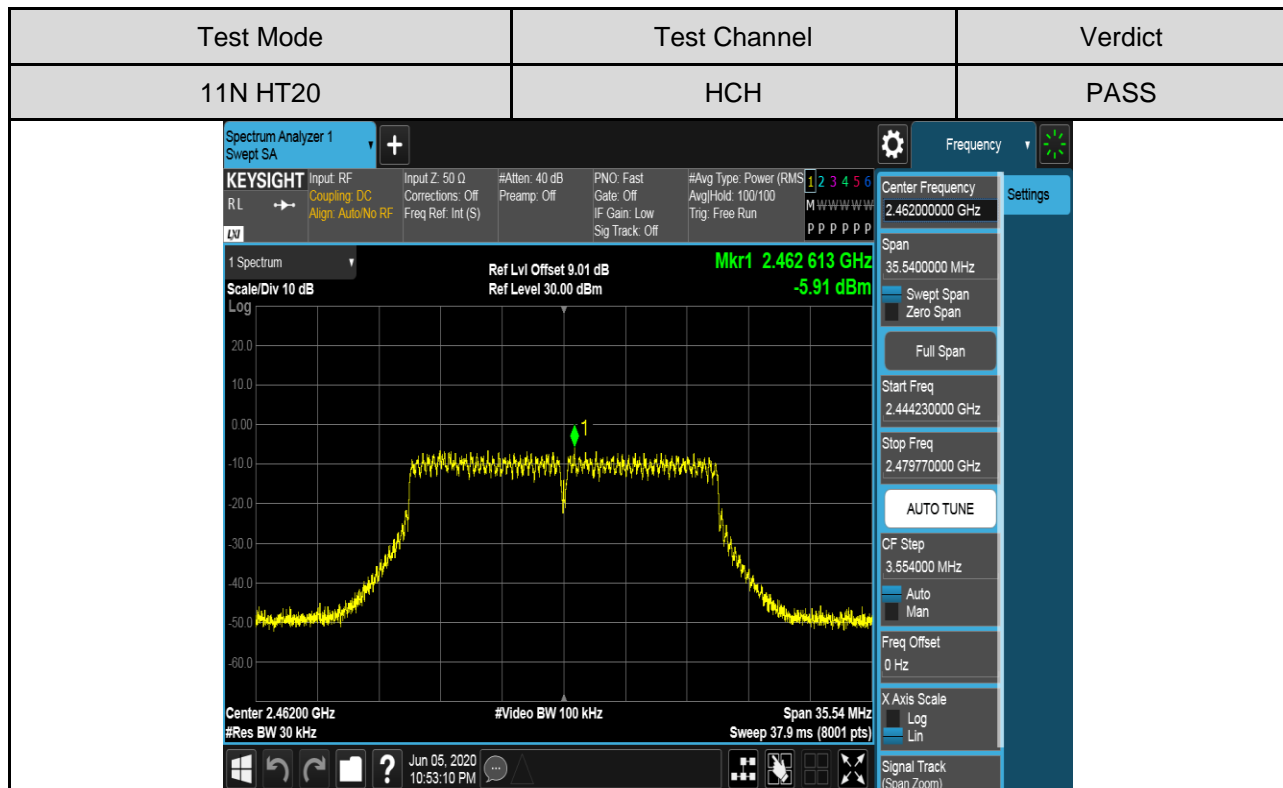 Test Mode Test Channel Verdict
11N HT20 HCH PASS
Spectrum Analyzer 1
Swept SA
+
Frequency
KEYSIGHT
RL
LXI
Input: RF
Coupling: DC
Align: Auto/No RF
Input Z: 50 Ω
Corrections: Off
Freq Ref: Int (S)
#Atten: 40 dB
Preamp: Off
PNO: Fast
Gate: Off
IF Gain: Low
Sig Track: Off
#Avg Type: Power (RMS
Avg|Hold: 100/100
Trig: Free Run
1 2 3 4 5 6
M W W W W W
P P P P P P
1 Spectrum
Scale/Div 10 dB
Ref Lvl Offset 9.01 dB
Ref Level 30.00 dBm
Mkr1 2.462 613 GHz
-5.91 dBm
Log
20.0
10.0
0.00
-10.0
-20.0
-30.0
-40.0
-50.0
-60.0
1
Center 2.46200 GHz
#Res BW 30 kHz
#Video BW 100 kHz
Span 35.54 MHz
Sweep 37.9 ms (8001 pts)
?
Jun 05, 2020
10:53:10 PM
Center Frequency
2.462000000 GHz
Span
35.5400000 MHz
Swept Span
Zero Span
Full Span
Start Freq
2.444230000 GHz
Stop Freq
2.479770000 GHz
AUTO TUNE
CF Step
3.554000 MHz
Auto
Man
Freq Offset
0 Hz
X Axis Scale
Log
Lin
Signal Track
(Span Zoom)
Settings